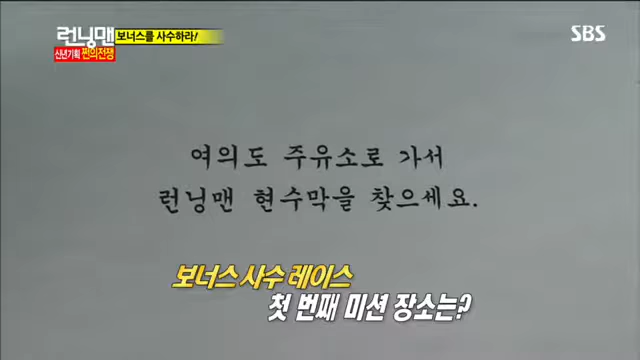 런닝맨
신년기획 쩐의전쟁
보너스를 사수하라!
SBS
여의도 주유소로 가서
런닝맨 현수막을 찾으세요.
보너스 사수 레이스
첫 번째 미션 장소는?